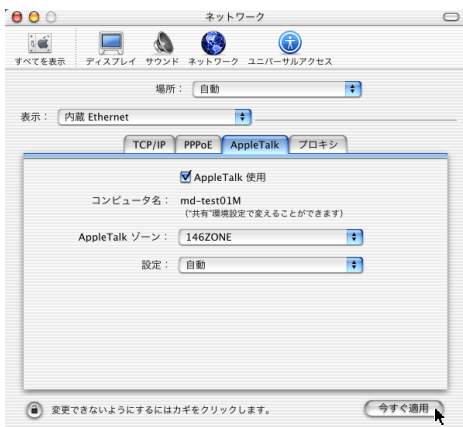 ネットワーク
すべてを表示 ディスプレイ サウンド ネットワーク ユニバーサルアクセス
場所： 自動
表示： 内蔵 Ethernet
TCP/IP PPPoE AppleTalk プロキシ
AppleTalk 使用
コンピュータ名： md-test01M
（“共有”環境設定で変えることができます）
AppleTalk ゾーン： 146ZONE
設定： 自動
変更できないようにするにはカギをクリックします。 今すぐ適用